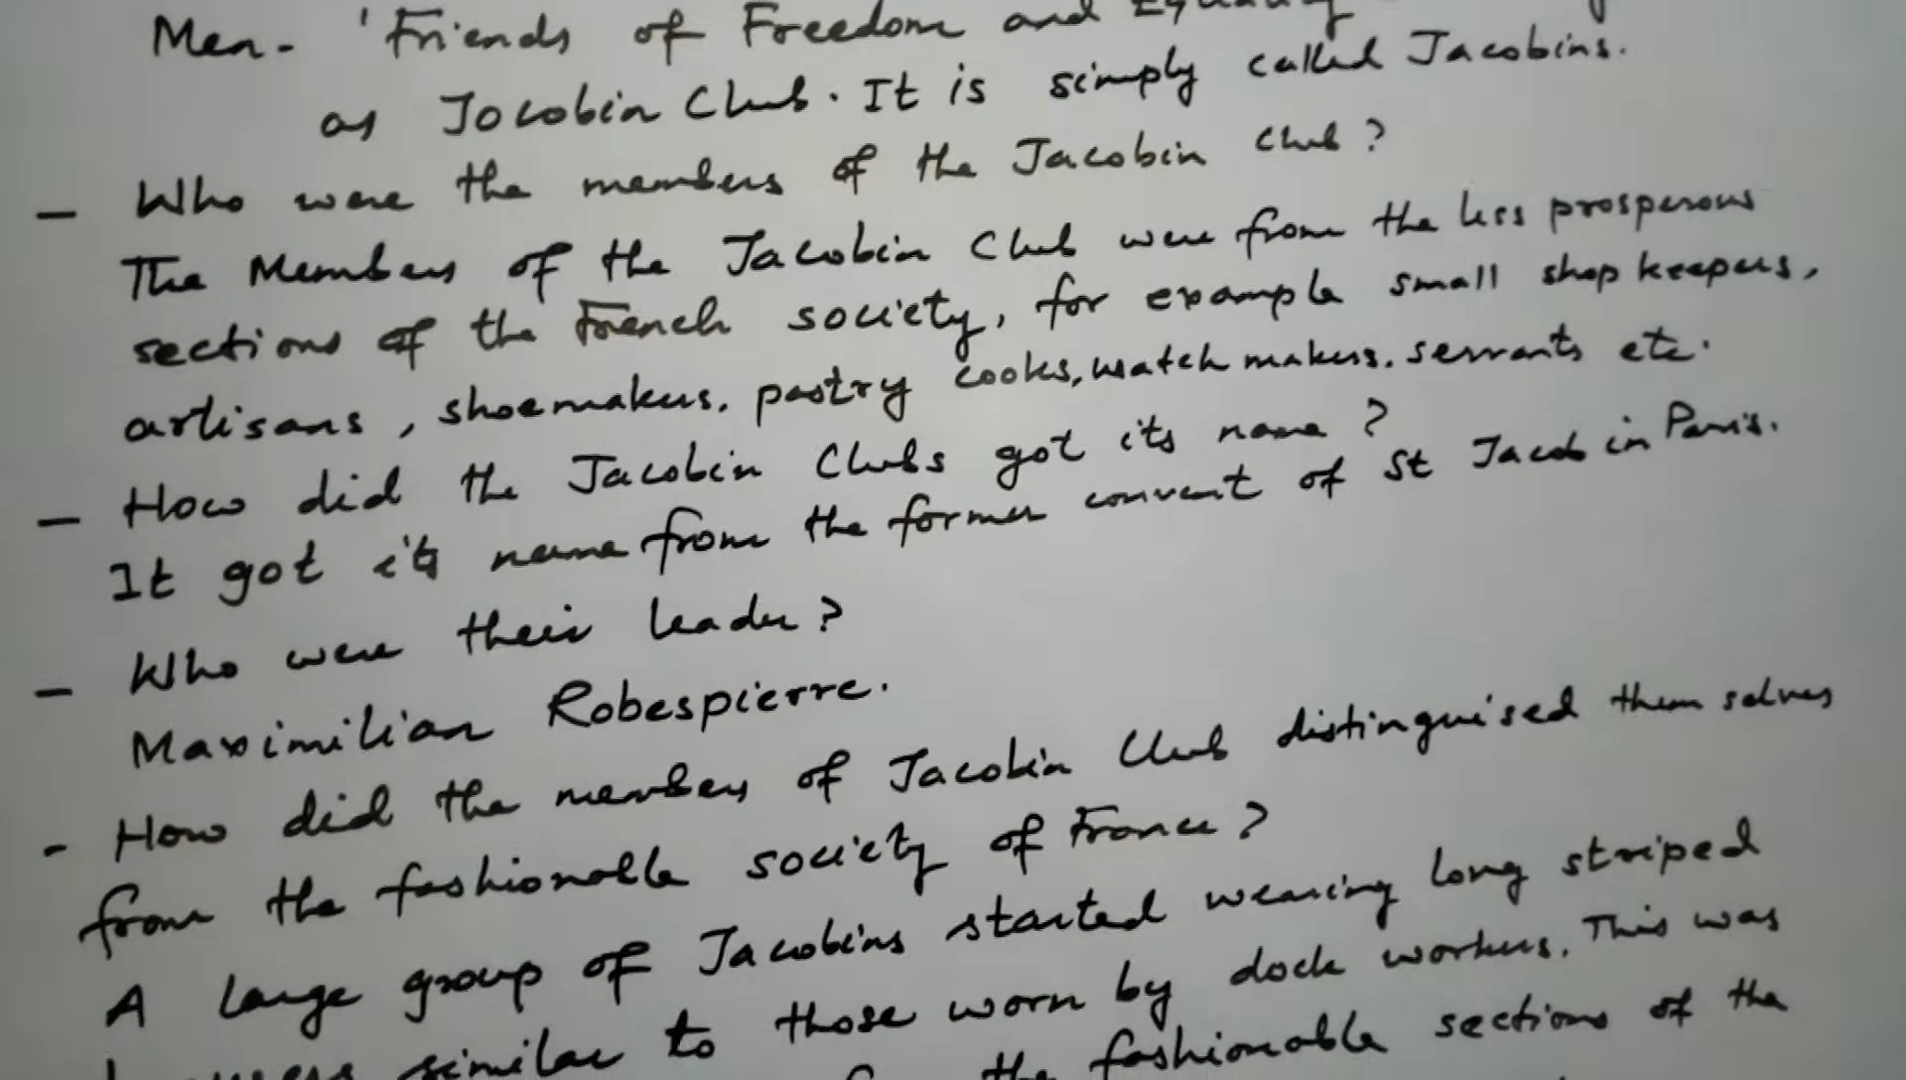 Men - 'Friends of Freedom and Equality
as Jocobin Club. It is simply called Jacobins.
- Who were the members of the Jacobin Club?
The Members of the Jacobin Club were from the less prosperous
sections of the French society, for example small shop keepers,
artisans, shoemakers, pastry cooks, watch makers, servants etc.
- How did the Jacobin Clubs got its name?
It got its name from the former convent of St Jacob in Paris.
- Who were their leader?
Maximilian Robespierre.
- How did the members of Jacobin Club distinguised them selves
from the fashionable society of France?
A large group of Jacobins started wearing long striped
similar to those worn by dock workers. This was
the fashionable sections of the